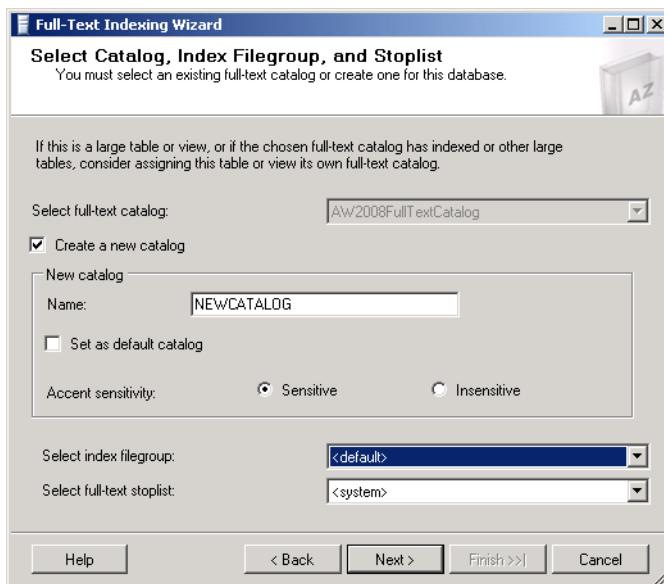 Full-Text Indexing Wizard
Select Catalog, Index Filegroup, and Stoplist
You must select an existing full-text catalog or create one for this database.
AZ
If this is a large table or view, or if the chosen full-text catalog has indexed or other large
tables, consider assigning this table or view its own full-text catalog.
Select full-text catalog: AW2008FullTextCatalog
Create a new catalog
New catalog
Name: NEWCATALOG
Set as default catalog
Accent sensitivity: Sensitive Insensitive
Select index filegroup: <default>
Select full-text stoplist: <system>
Help < Back Next > Finish >>| Cancel